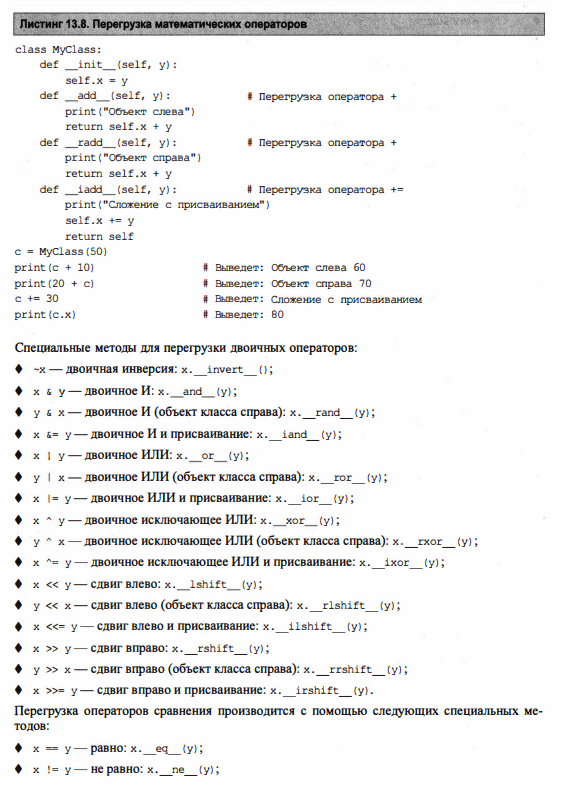 Листинг 13.8. Перегрузка математических операторов
class MyClass:
    def __init__(self, y):
        self.x = y
    def __add__(self, y):           # Перегрузка оператора +
        print("Объект слева")
        return self.x + y
    def __radd__(self, y):          # Перегрузка оператора +
        print("Объект справа")
        return self.x + y
    def __iadd__(self, y):          # Перегрузка оператора +=
        print("Сложение с присваиванием")
        self.x += y
        return self
c = MyClass(50)
print(c + 10)                # Выведет: Объект слева 60
print(20 + c)                # Выведет: Объект справа 70
c += 30                      # Выведет: Сложение с присваиванием
print(c.x)                   # Выведет: 80
Специальные методы для перегрузки двоичных операторов:
♦ ~x — двоичная инверсия: x.__invert__();
♦ x & y — двоичное И: x.__and__(y);
♦ y & x — двоичное И (объект класса справа): x.__rand__(y);
♦ x &= y — двоичное И и присваивание: x.__iand__(y);
♦ x | y — двоичное ИЛИ: x.__or__(y);
♦ y | x — двоичное ИЛИ (объект класса справа): x.__ror__(y);
♦ x |= y — двоичное ИЛИ и присваивание: x.__ior__(y);
♦ x ^ y — двоичное исключающее ИЛИ: x.__xor__(y);
♦ y ^ x — двоичное исключающее ИЛИ (объект класса справа): x.__rxor__(y);
♦ x ^= y — двоичное исключающее ИЛИ и присваивание: x.__ixor__(y);
♦ x << y — сдвиг влево: x.__lshift__(y);
♦ y << x — сдвиг влево (объект класса справа): x.__rlshift__(y);
♦ x <<= y — сдвиг влево и присваивание: x.__ilshift__(y);
♦ x >> y — сдвиг вправо: x.__rshift__(y);
♦ y >> x — сдвиг вправо (объект класса справа): x.__rrshift__(y);
♦ x >>= y — сдвиг вправо и присваивание: x.__irshift__(y).
Перегрузка операторов сравнения производится с помощью следующих специальных ме-
тодов:
♦ x == y — равно: x.__eq__(y);
♦ x != y — не равно: x.__ne__(y);